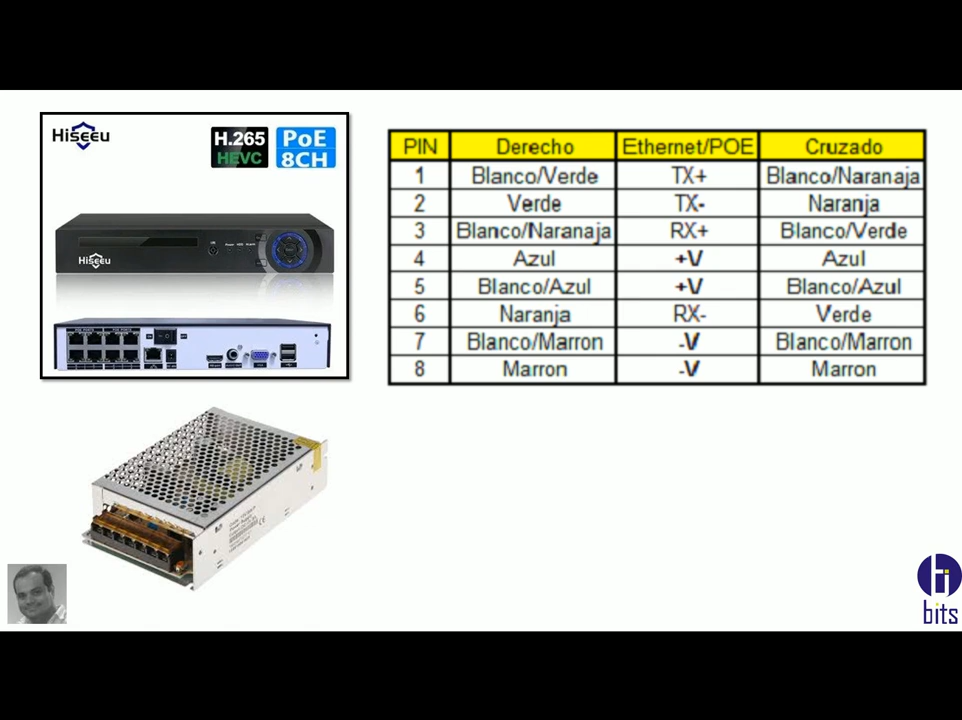 Hiseeu
H.265
HEVC
PoE
8CH
Hiseeu
PIN Derecho Ethernet/POE Cruzado
1 Blanco/Verde TX+ Blanco/Naranaja
2 Verde TX- Naranja
3 Blanco/Naranaja RX+ Blanco/Verde
4 Azul +V Azul
5 Blanco/Azul +V Blanco/Azul
6 Naranja RX- Verde
7 Blanco/Marron -V Blanco/Marron
8 Marron -V Marron
bits